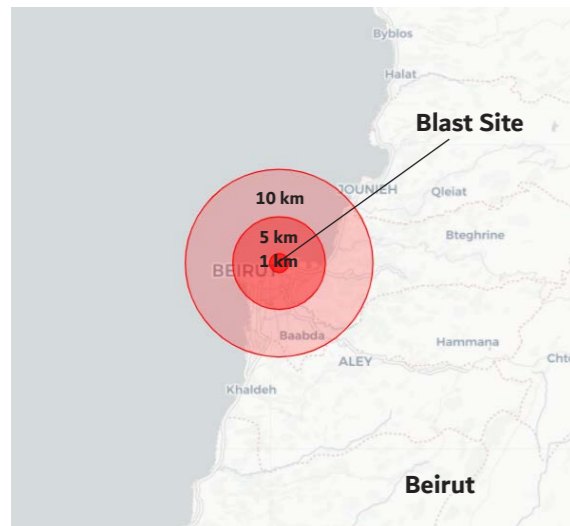 Byblos
Halat
Blast Site
10 km
JOUNIEH
Qleiat
5 km
Bteghrine
1 km
BEIRUT
Baabda
Hammana
ALEY
Chtu
Khaldeh
Beirut